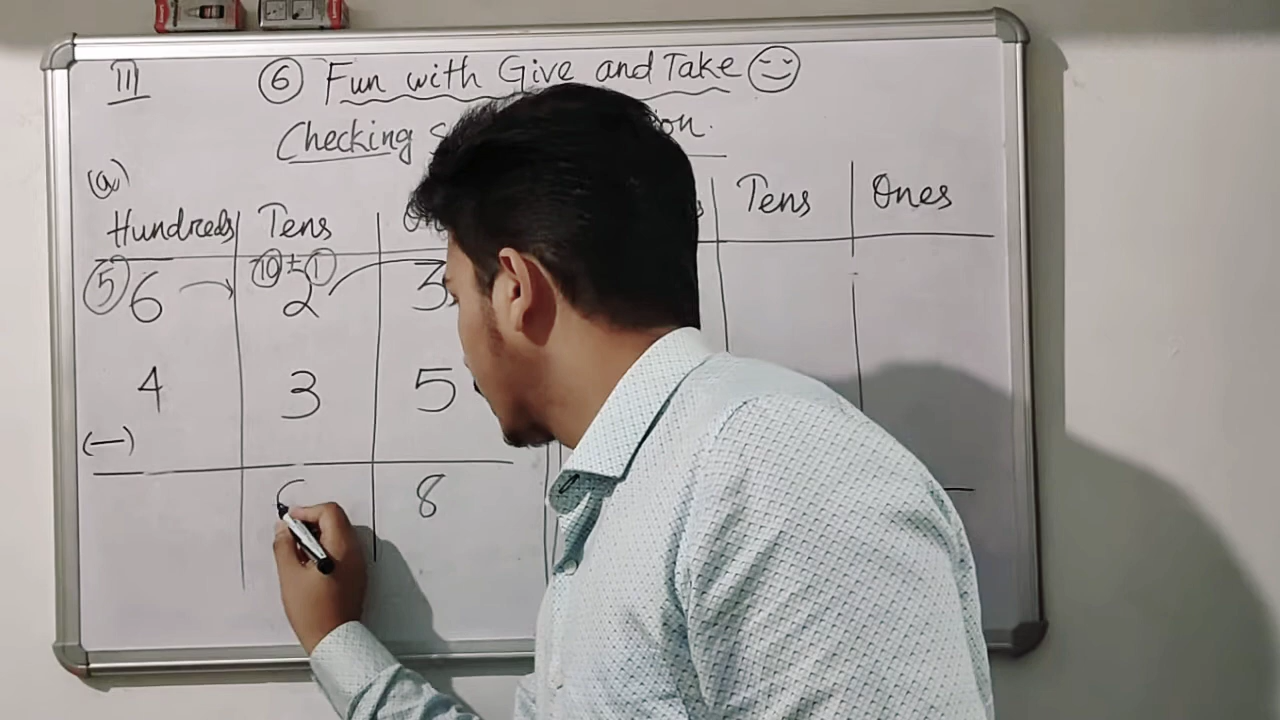 III ⑥ Fun with Give and Take
Checking
(a)
Hundreds Tens
Tens Ones
⑤ 6 ⑩ + ① 2 3
4 3 5
(—)
8